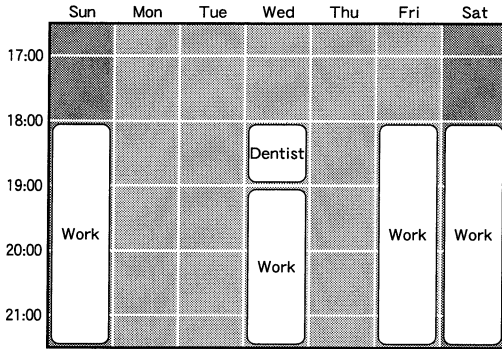 Sun Mon Tue Wed Thu Fri Sat
17:00
18:00
Dentist
19:00
Work Work Work
20:00
Work
21:00